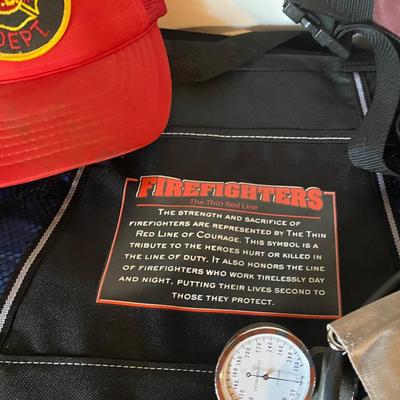 DEPT.
FIREFIGHTERS
The Thin Red Line
THE STRENGTH AND SACRIFICE OF
FIREFIGHTERS ARE REPRESENTED BY THE THIN
RED LINE OF COURAGE. THIS SYMBOL IS A
TRIBUTE TO THE HEROES HURT OR KILLED IN
THE LINE OF DUTY. IT ALSO HONORS THE LINE
OF FIREFIGHTERS WHO WORK TIRELESSLY DAY
AND NIGHT, PUTTING THEIR LIVES SECOND TO
THOSE THEY PROTECT.